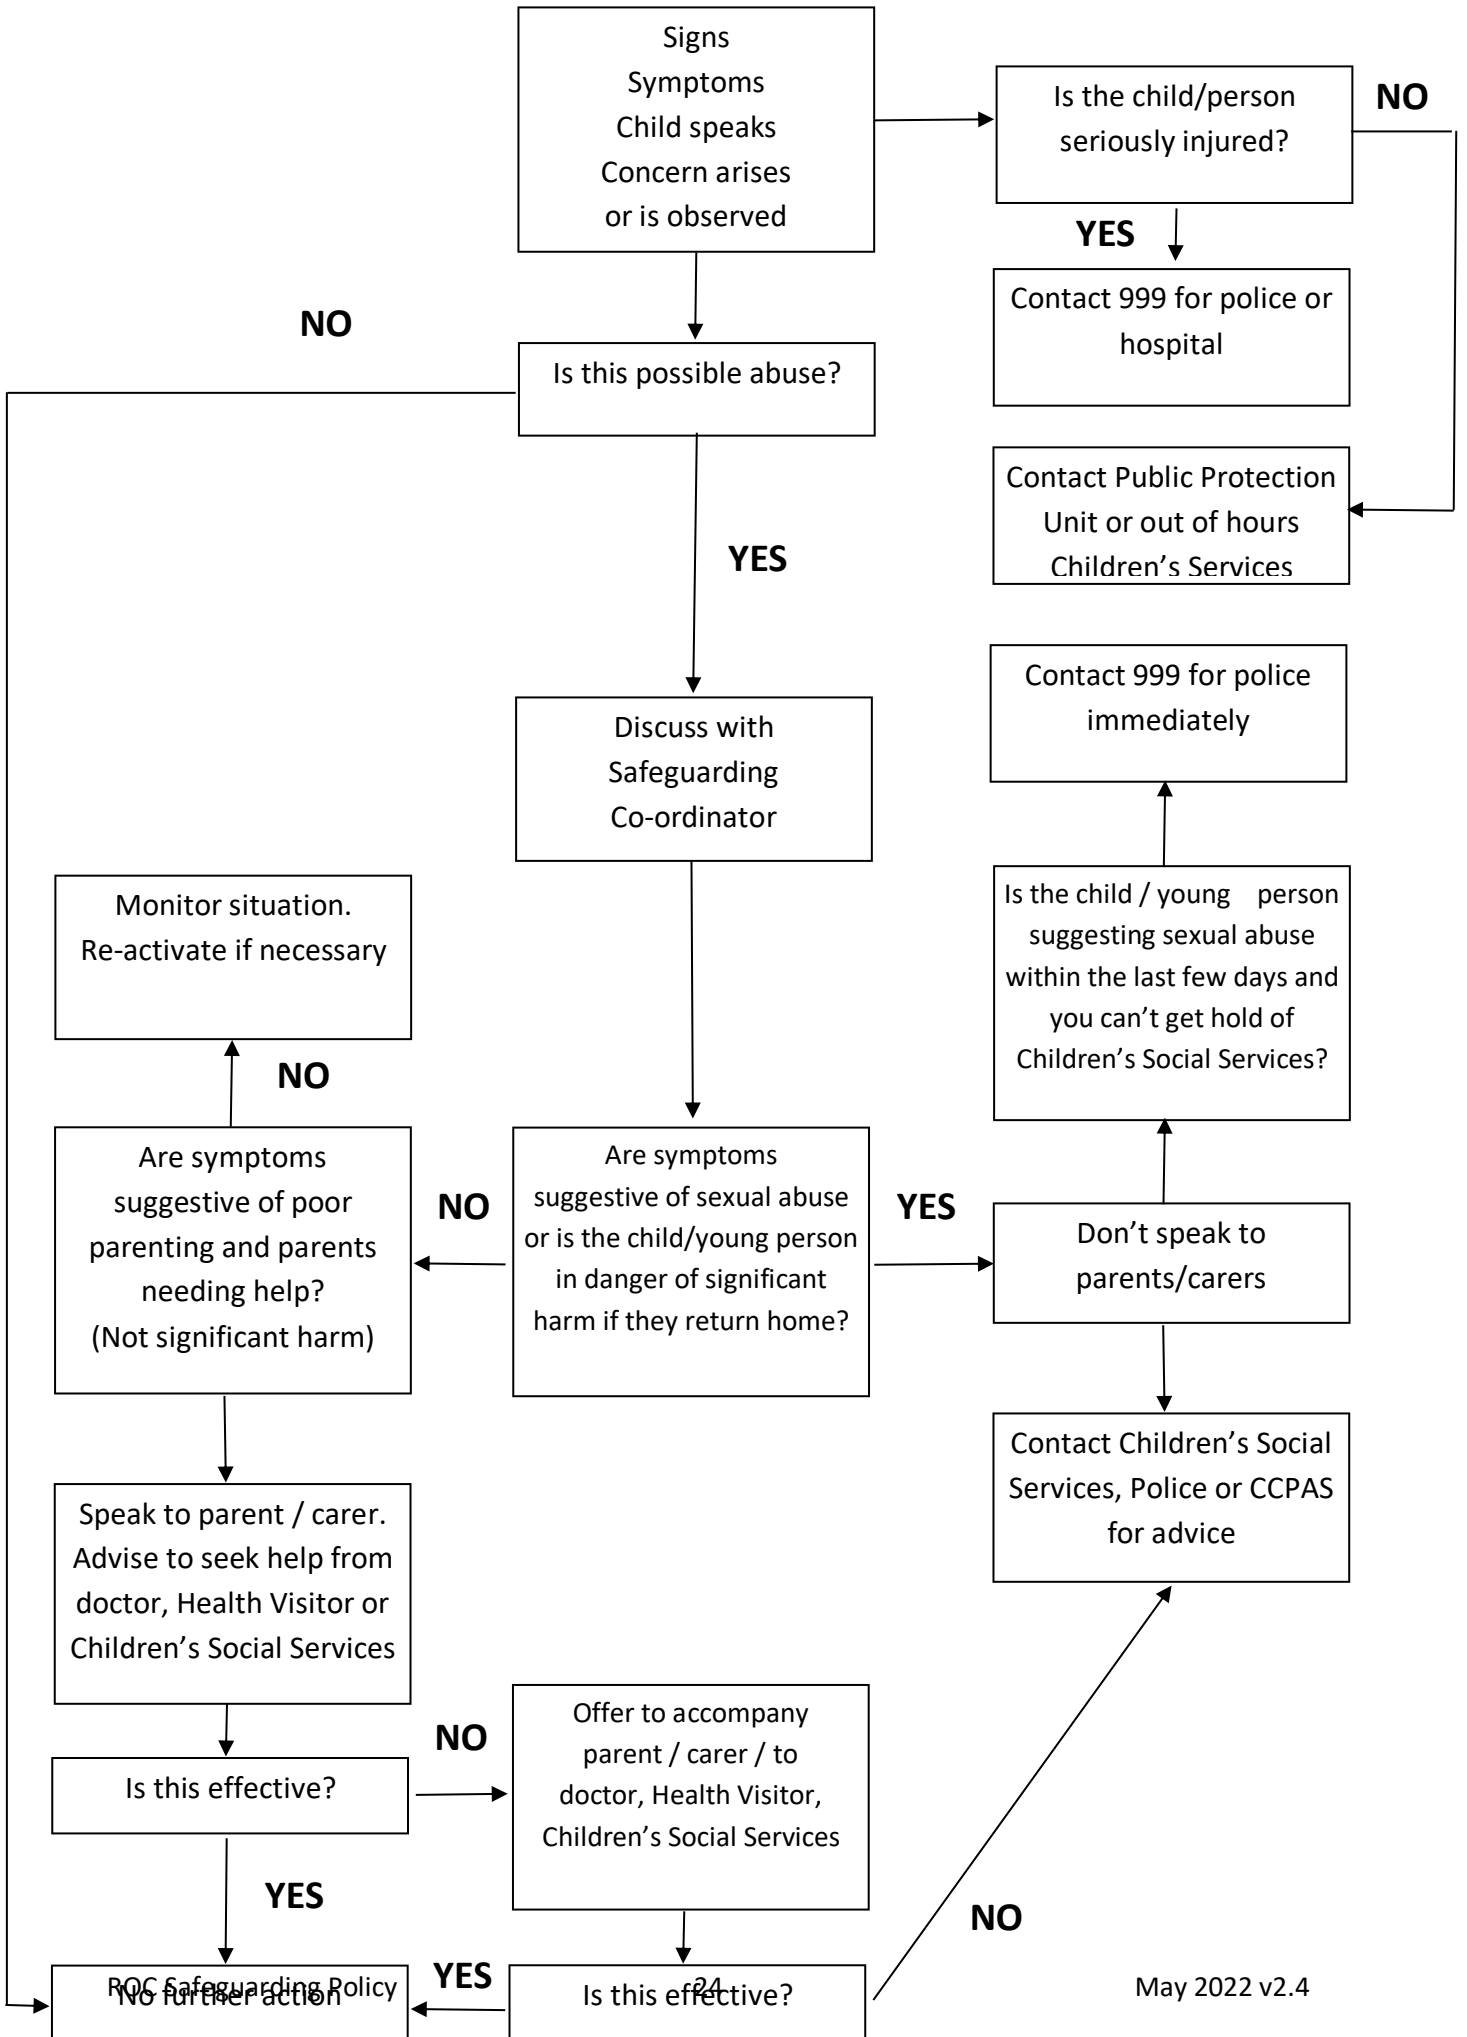 Signs
Symptoms
Child speaks
Concern arises
or is observed
Is the child/person
seriously injured?
NO
YES
Contact 999 for police or
hospital
NO
Is this possible abuse?
Contact Public Protection
Unit or out of hours
Children’s Services
YES
Contact 999 for police
immediately
Discuss with
Safeguarding
Co-ordinator
Monitor situation.
Re-activate if necessary
Is the child / young person
suggesting sexual abuse
within the last few days and
you can’t get hold of
Children’s Social Services?
NO
Are symptoms
suggestive of poor
parenting and parents
needing help?
(Not significant harm)
NO
Are symptoms
suggestive of sexual abuse
or is the child/young person
in danger of significant
harm if they return home?
YES
Don’t speak to
parents/carers
Contact Children’s Social
Services, Police or CCPAS
for advice
Speak to parent / carer.
Advise to seek help from
doctor, Health Visitor or
Children’s Social Services
Offer to accompany
parent / carer / to
doctor, Health Visitor,
Children’s Social Services
NO
Is this effective?
YES
NO
No further action
YES
Is this effective?
ROC Safeguarding Policy
24
May 2022 v2.4